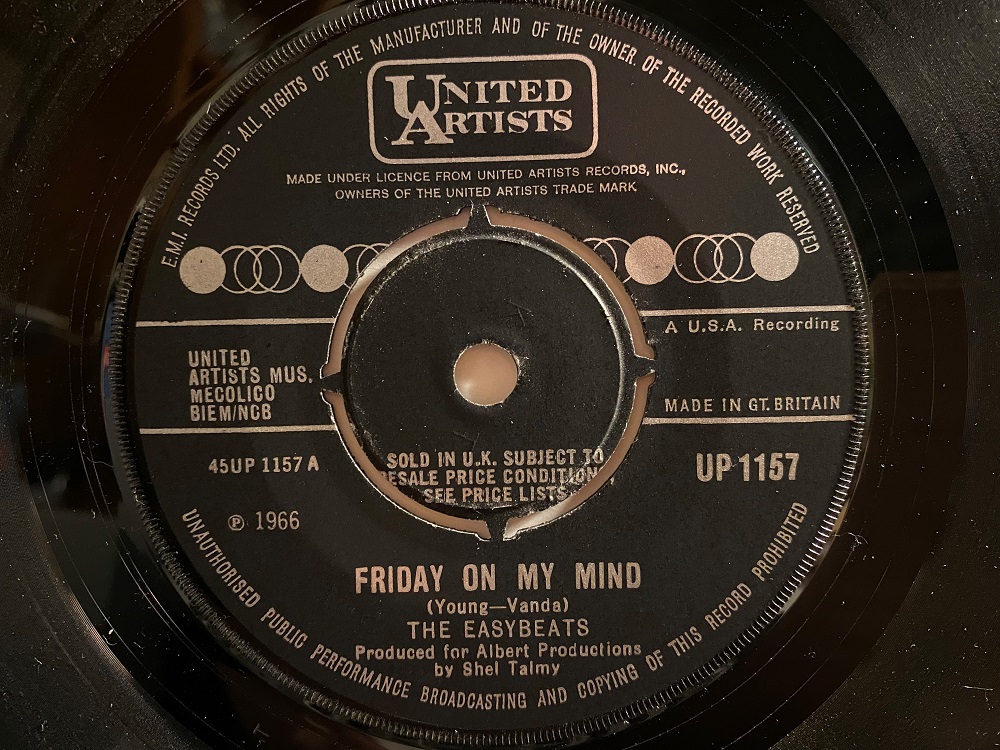 E.M.I. RECORDS LTD. ALL RIGHTS OF THE MANUFACTURER AND OF THE OWNER OF THE RECORDED WORK RESERVED
UNITED
ARTISTS
MADE UNDER LICENCE FROM UNITED ARTISTS RECORDS, INC.,
OWNERS OF THE UNITED ARTISTS TRADE MARK
A U.S.A. Recording
UNITED
ARTISTS MUS.
MECOLICO
BIEM/NCB
MADE IN GT. BRITAIN
SOLD IN U.K. SUBJECT TO
ESALE PRICE CONDITION
SEE PRICE LISTS
45UP 1157 A
UP 1157
℗ 1966
FRIDAY ON MY MIND
(Young—Vanda)
THE EASYBEATS
Produced for Albert Productions
by Shel Talmy
UNAUTHORISED PUBLIC PERFORMANCE BROADCASTING AND COPYING OF THIS RECORD PROHIBITED